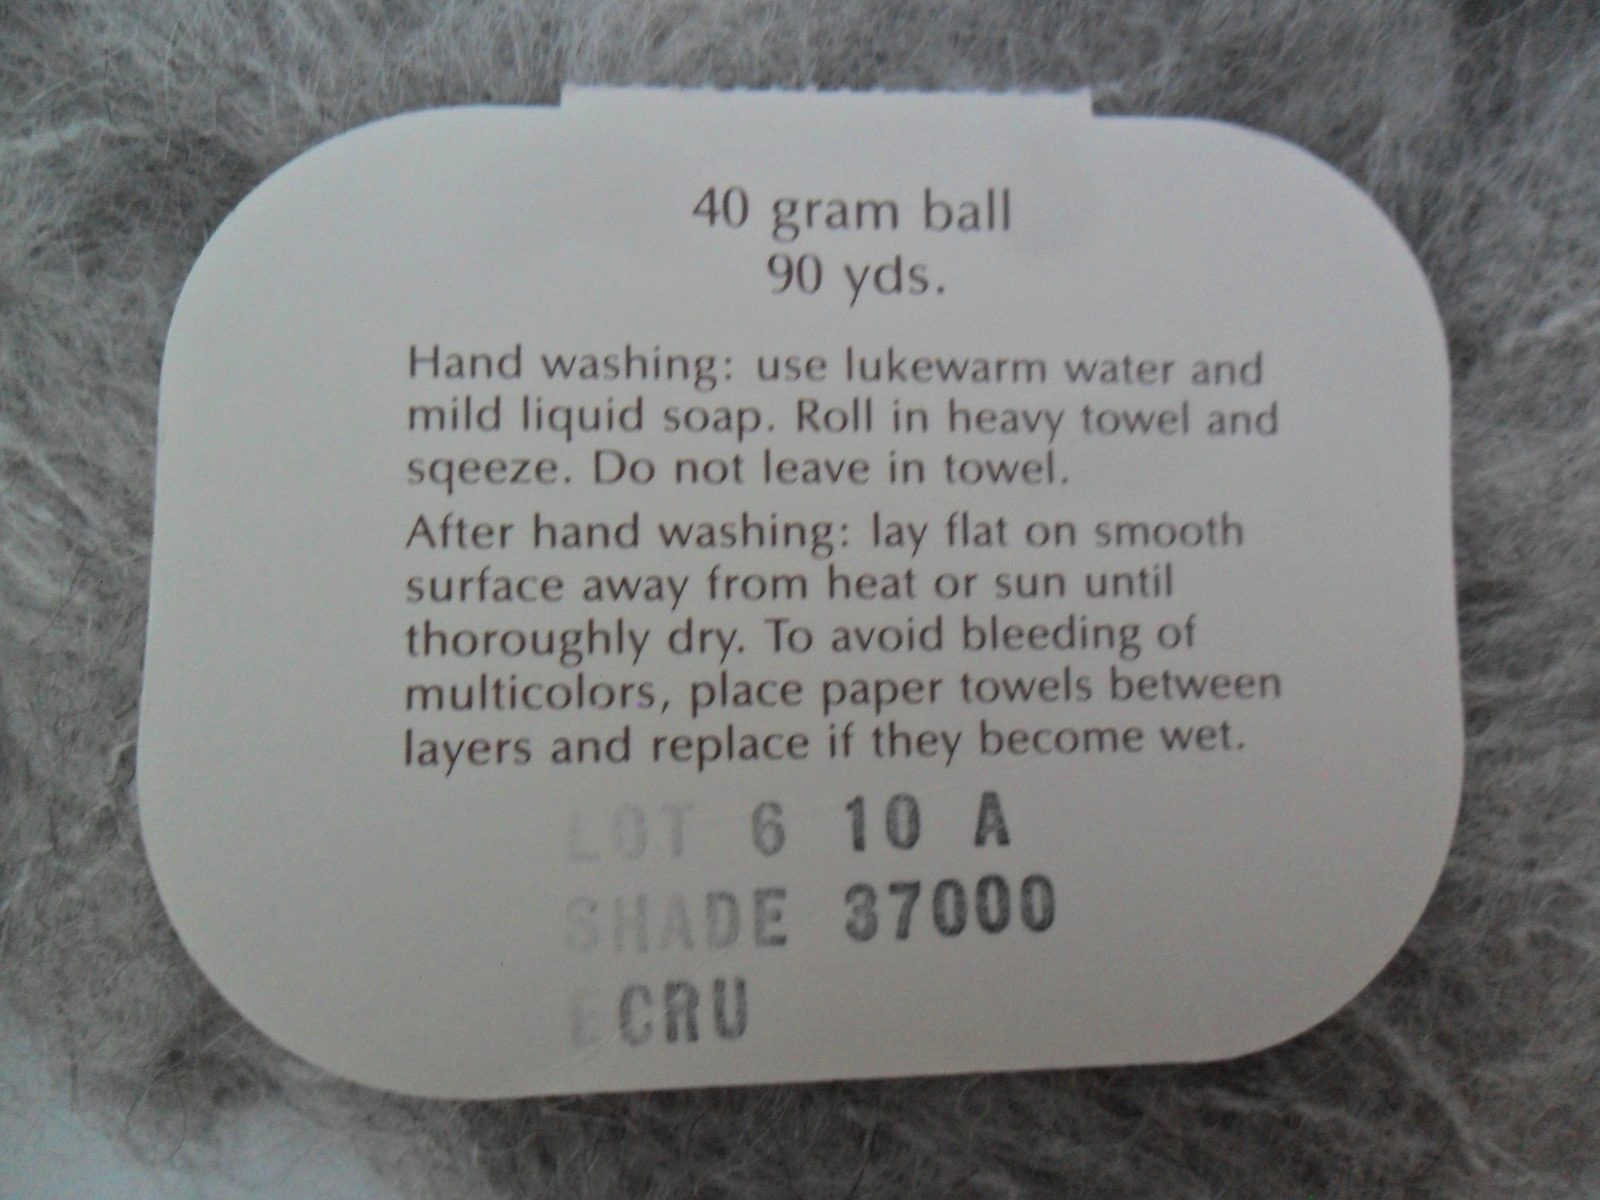 40 gram ball
90 yds.
Hand washing: use lukewarm water and
mild liquid soap. Roll in heavy towel and
sqeeze. Do not leave in towel.
After hand washing: lay flat on smooth
surface away from heat or sun until
thoroughly dry. To avoid bleeding of
multicolors, place paper towels between
layers and replace if they become wet.
LOT 6 10 A
SHADE 37000
ECRU